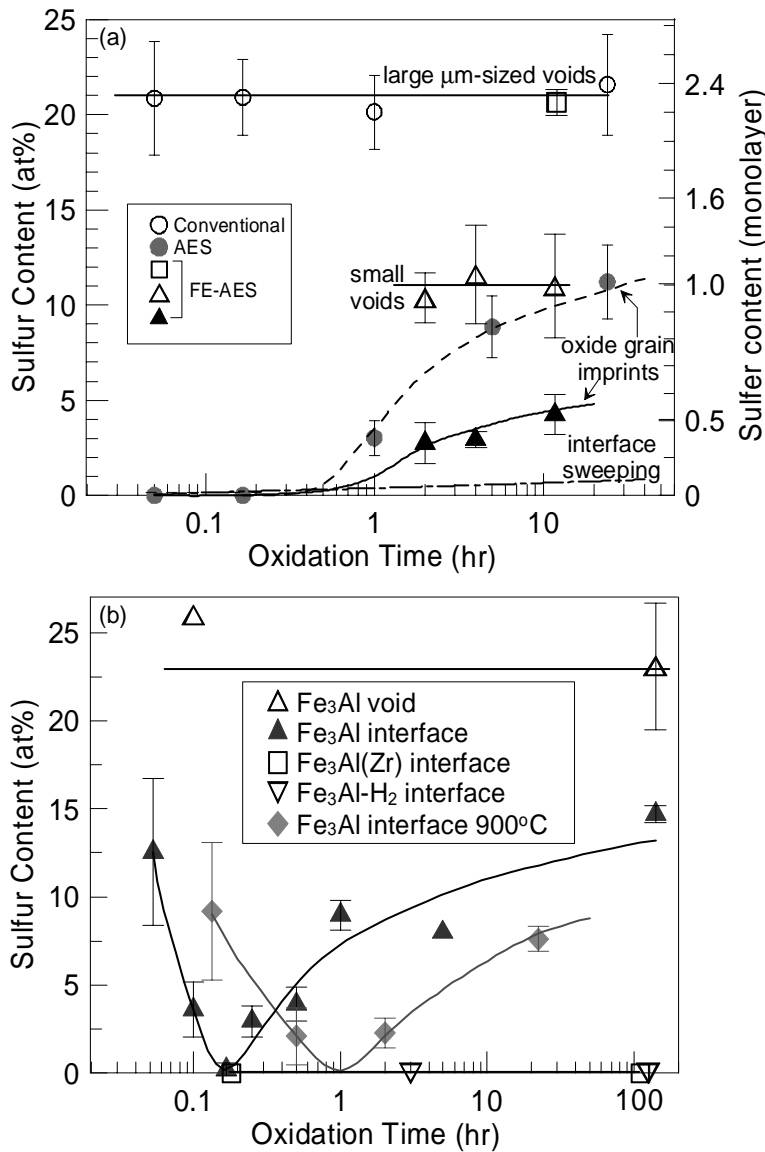 (a)
25
20
15
10
5
0
Sulfur Content (at%)
large μm-sized voids
2.4
1.6
1.0
0.5
0
Sulfer content (monolayer)
Conventional
AES
FE-AES
small
voids
oxide grain
imprints
interface
sweeping
0.1
1
10
Oxidation Time (hr)
(b)
25
20
15
10
5
0
Sulfur Content (at%)
Fe₃Al void
Fe₃Al interface
Fe₃Al(Zr) interface
Fe₃Al-H₂ interface
Fe₃Al interface 900°C
0.1
1
10
100
Oxidation Time (hr)